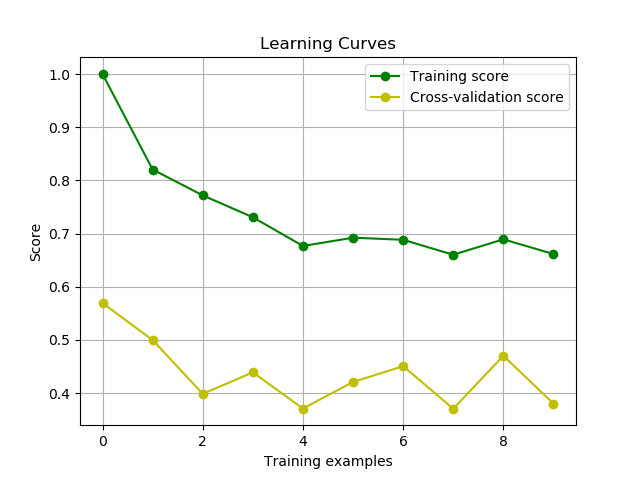 Learning Curves
Training score
Cross-validation score
1.0
0.9
0.8
0.7
0.6
0.5
0.4
Score
0 2 4 6 8
Training examples